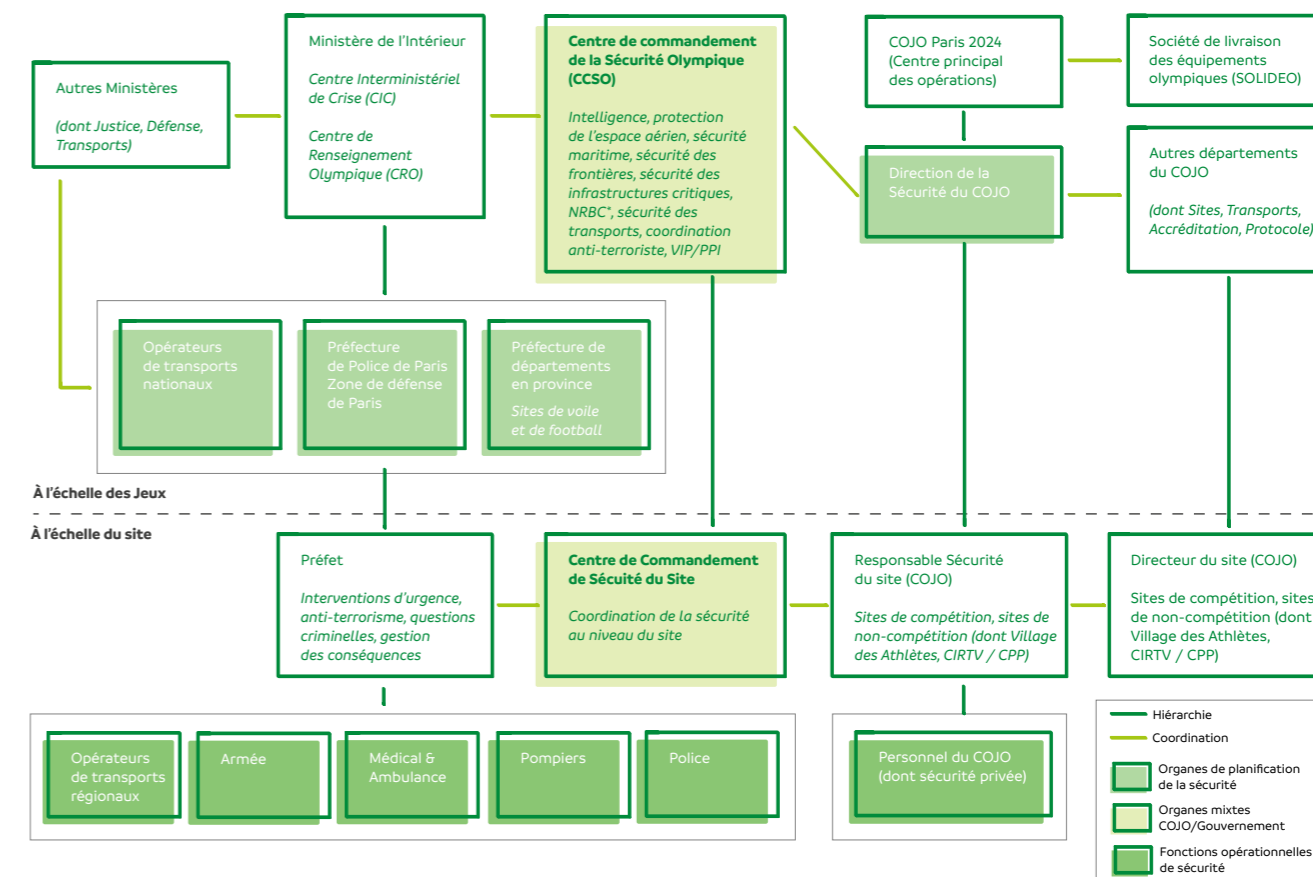 Autres Ministères
(dont Justice, Défense,
Transports)
Ministère de l'Intérieur
Centre Interministériel
de Crise (CIC)
Centre de
Renseignement
Olympique (CRO)
Centre de commandement
de la Sécurité Olympique
(CCSO)
Intelligence, protection
de l'espace aérien, sécurité
maritime, sécurité des
frontières, sécurité des
infrastructures critiques,
NRBC*, sécurité des
transports, coordination
anti-terroriste, VIP/PPI
COJO Paris 2024
(Centre principal
des opérations)
Société de livraison
des équipements
olympiques (SOLIDEO)
Direction de la
Sécurité du COJO
Autres départements
du COJO
(dont Sites, Transports,
Accréditation, Protocole)
Opérateurs
de transports
nationaux
Préfecture
de Police de Paris
Zone de défense
de Paris
Préfecture de
départements
en province
Sites de voile
et de football
À l'échelle des Jeux
À l'échelle du site
Préfet
Interventions d'urgence,
anti-terrorisme, questions
criminelles, gestion
des conséquences
Centre de Commandement
de Sécuité du Site
Coordination de la sécurité
au niveau du site
Responsable Sécurité
du site (COJO)
Sites de compétition, sites de
non-compétition (dont Village
des Athlètes, CIRTV / CPP)
Directeur du site (COJO)
Sites de compétition, sites
de non-compétition (dont
Village des Athlètes,
CIRTV / CPP)
Opérateurs
de transports
régionaux
Armée
Médical &
Ambulance
Pompiers
Police
Personnel du COJO
(dont sécurité privée)
Hiérarchie
Coordination
Organes de planification
de la sécurité
Organes mixtes
COJO/Gouvernement
Fonctions opérationnelles
de sécurité